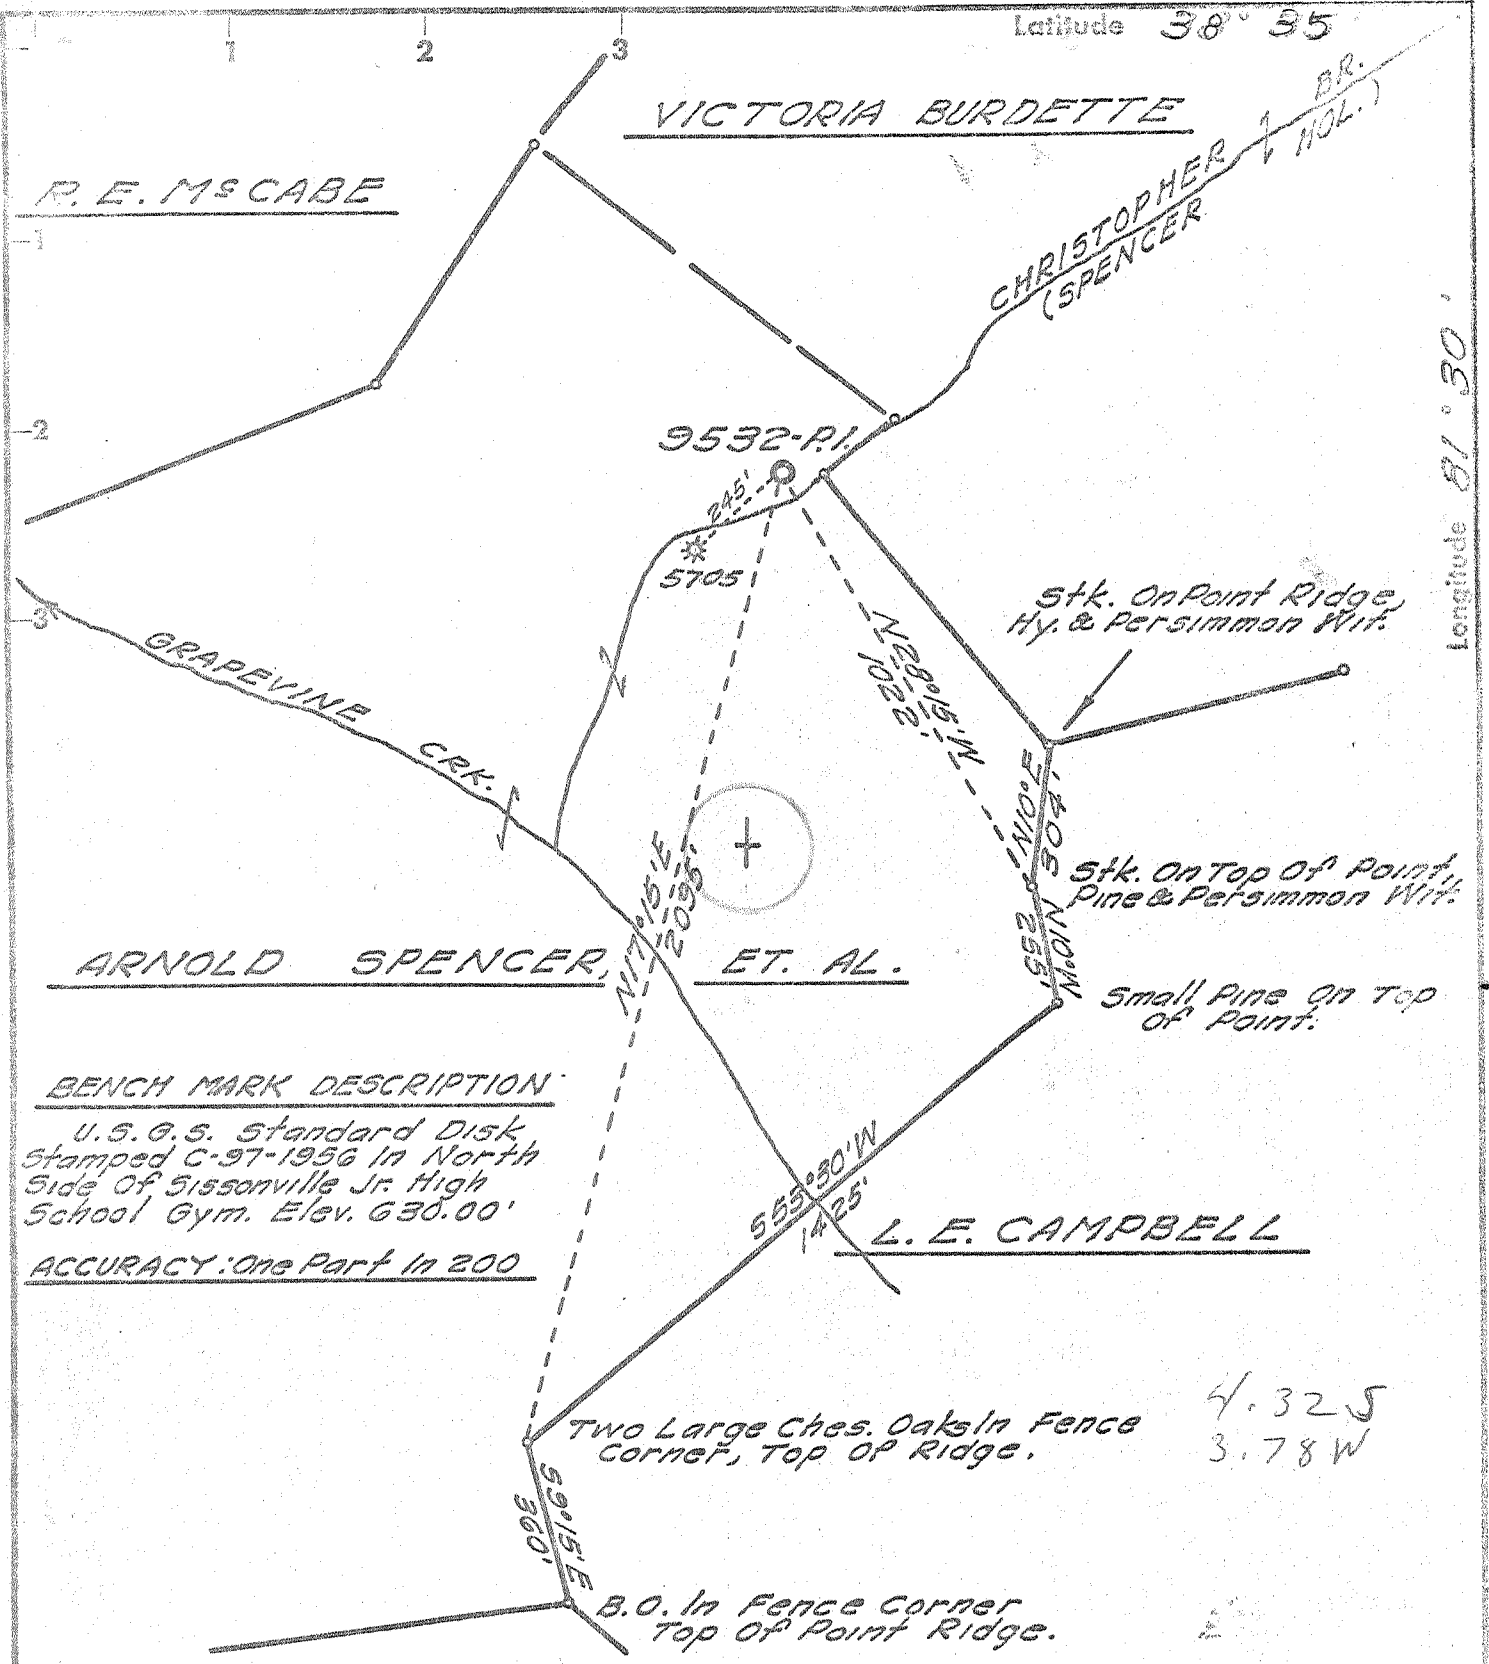 Latitude 38° 35
1 2 3
VICTORIA BURDETTE
BR.
HOL.)
R. E. McCABE
CHRISTOPHER
(SPENCER
-1
Longitude 81° 30'
-2
9532-P.I.
245'
5705
Stk. On Point Ridge,
Hy. & Persimmon Wit.
-3
N 28°15' W
1022'
GRAPEVINE CRK.
N10°E
304'
N17°15'E
2095'
Stk. On Top Of Point,
Pine & Persimmon Wit.
ARNOLD SPENCER, ET. AL.
255'
N10W
Small Pine On Top
Of Point.
BENCH MARK DESCRIPTION
U.S.G.S. Standard Disk
Stamped C-97-1956 In North
Side Of Sissonville Jr. High
School Gym. Elev. 630.00'
S53°30'W
1425'
L. E. CAMPBELL
ACCURACY: One Part In 200
4.32 S
3.78 W
Two Large Ches. Oaks In Fence
Corner, Top Of Ridge.
S9°15'E
360'
B.O. In Fence Corner
Top Of Point Ridge.